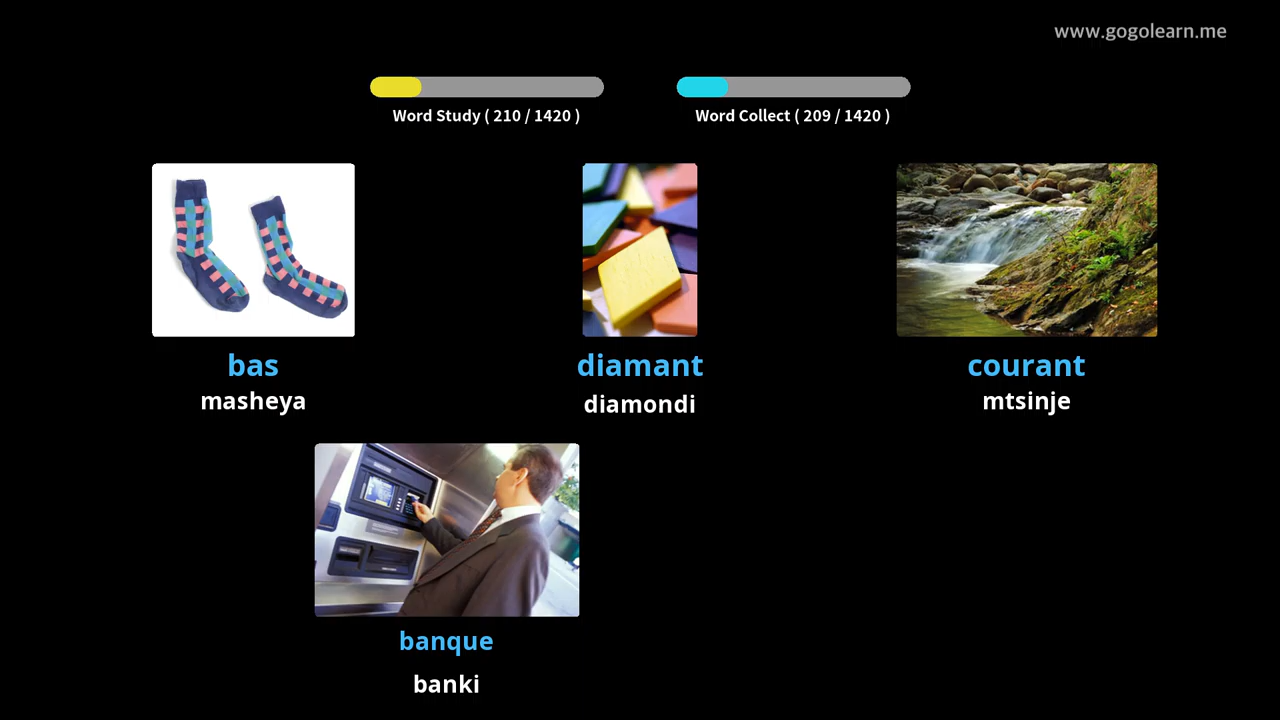 www.gogolearn.me
Word Study ( 210 / 1420 )
Word Collect ( 209 / 1420 )
bas
masheya
diamant
diamondi
courant
mtsinje
banque
banki